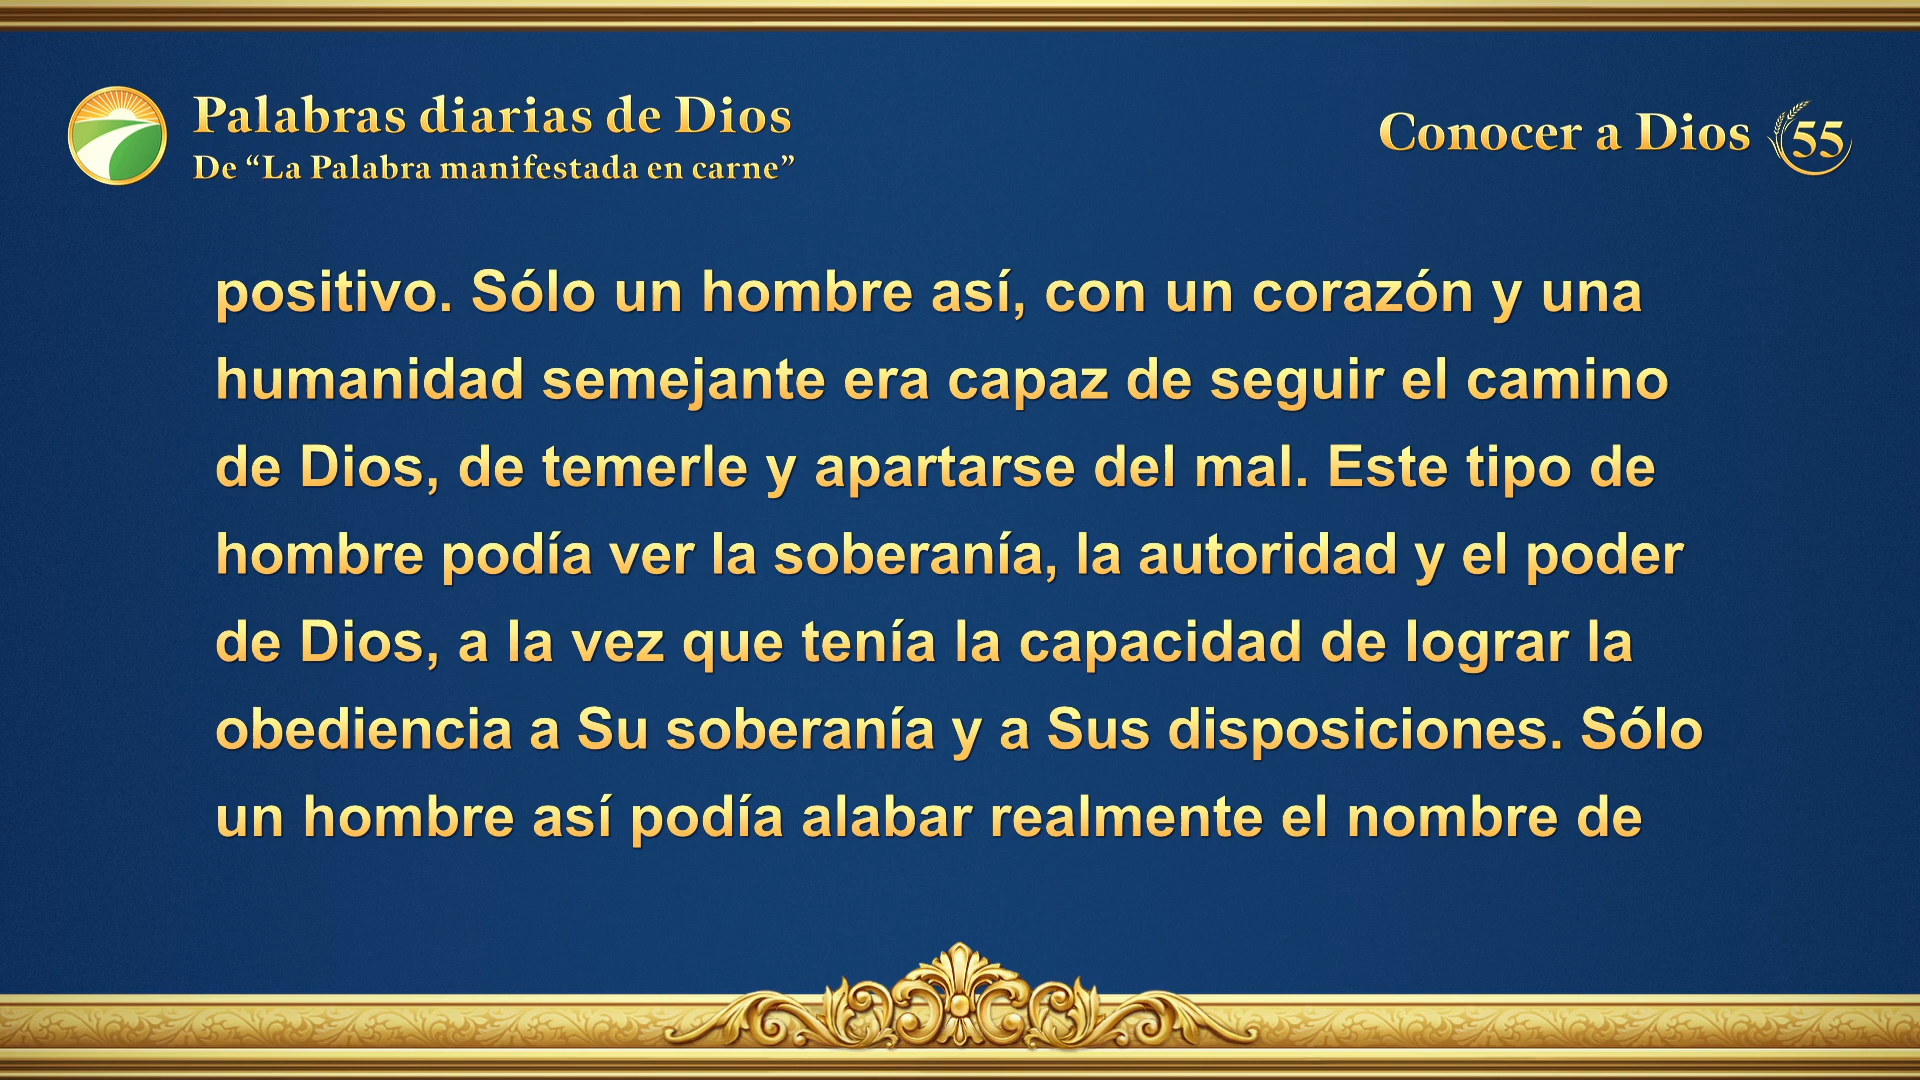 Palabras diarias de Dios
De “La Palabra manifestada en carne”
Conocer a Dios 55
positivo. Sólo un hombre así, con un corazón y una
humanidad semejante era capaz de seguir el camino
de Dios, de temerle y apartarse del mal. Este tipo de
hombre podía ver la soberanía, la autoridad y el poder
de Dios, a la vez que tenía la capacidad de lograr la
obediencia a Su soberanía y a Sus disposiciones. Sólo
un hombre así podía alabar realmente el nombre de